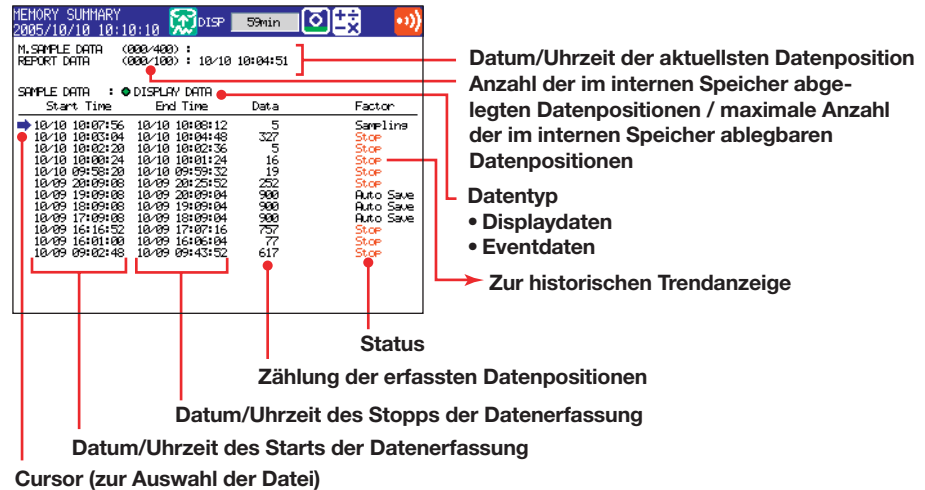 MEMORY SUMMARY
2005/10/10 10:10:10 DISP 59min
M.SAMPLE DATA (000/400) :
REPORT DATA (000/100) : 10/10 10:04:51
SAMPLE DATA : DISPLAY DATA
Start Time End Time Data Factor
10/10 10:07:56 10/10 10:08:12 5 Sampling
10/10 10:03:04 10/10 10:04:48 327 Stop
10/10 10:02:20 10/10 10:02:36 5 Stop
10/10 10:00:24 10/10 10:01:24 16 Stop
10/10 09:58:20 10/10 09:59:32 19 Stop
10/09 20:09:08 10/09 20:25:52 252 Stop
10/09 19:09:08 10/09 20:09:04 900 Auto Save
10/09 18:09:08 10/09 19:09:04 900 Auto Save
10/09 17:09:08 10/09 18:09:04 900 Auto Save
10/09 16:16:52 10/09 17:07:16 757 Stop
10/09 16:01:00 10/09 16:06:04 77 Stop
10/09 09:02:48 10/09 09:43:52 617 Stop
Datum/Uhrzeit der aktuellsten Datenposition
Anzahl der im internen Speicher abge-
legten Datenpositionen / maximale Anzahl
der im internen Speicher ablegbaren
Datenpositionen
Datentyp
• Displaydaten
• Eventdaten
Zur historischen Trendanzeige
Status
Zählung der erfassten Datenpositionen
Datum/Uhrzeit des Stopps der Datenerfassung
Datum/Uhrzeit des Starts der Datenerfassung
Cursor (zur Auswahl der Datei)